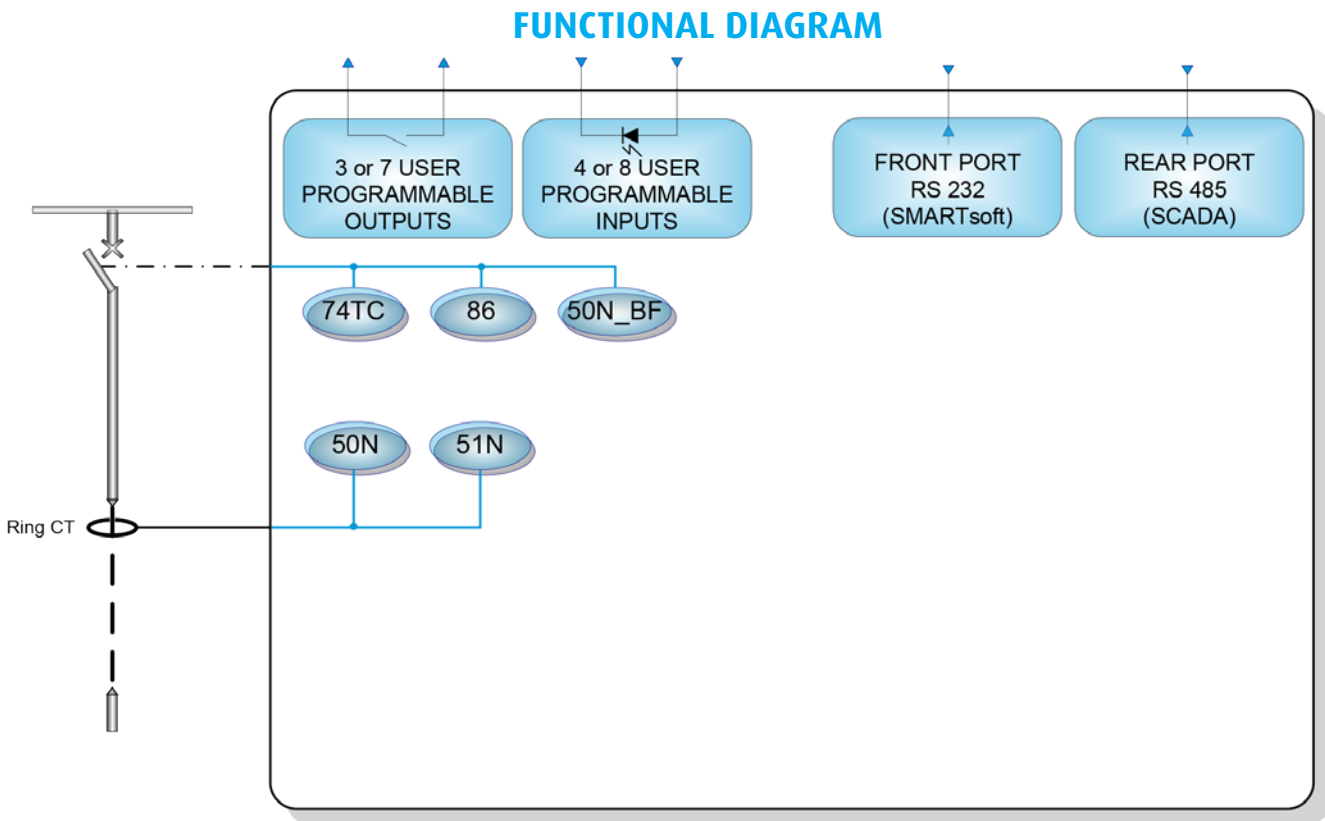 FUNCTIONAL DIAGRAM
3 or 7 USER
PROGRAMMABLE
OUTPUTS
4 or 8 USER
PROGRAMMABLE
INPUTS
FRONT PORT
RS 232
(SMARTsoft)
REAR PORT
RS 485
(SCADA)
74TC
86
50N_BF
50N
51N
Ring CT